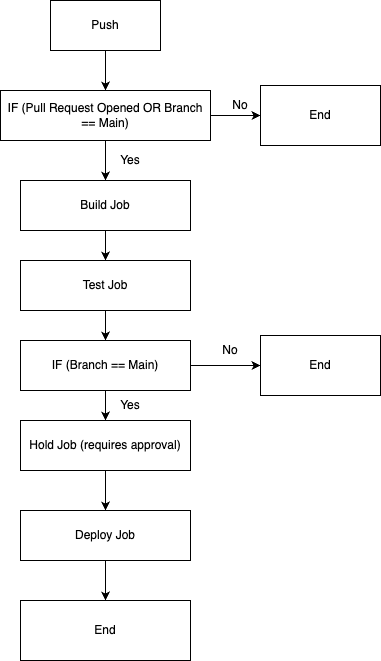 Push
IF (Pull Request Opened OR Branch
== Main)
No
End
Yes
Build Job
Test Job
IF (Branch == Main)
No
End
Yes
Hold Job (requires approval)
Deploy Job
End